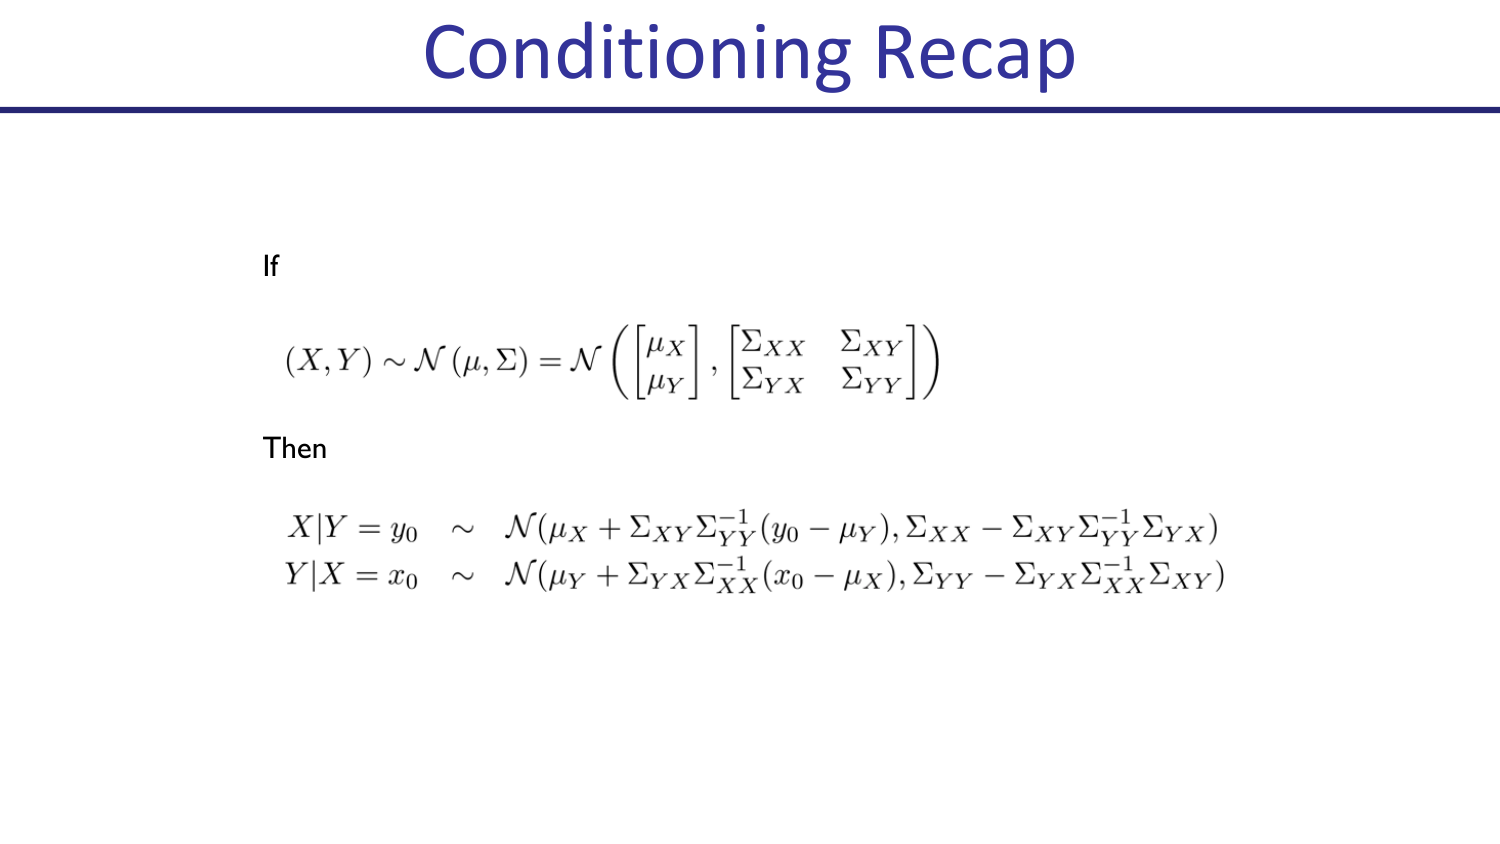 Conditioning Recap
If
$(X, Y) \sim \mathcal{N}(\mu, \Sigma) = \mathcal{N}\left(\begin{bmatrix} \mu_X \\ \mu_Y \end{bmatrix}, \begin{bmatrix} \Sigma_{XX} & \Sigma_{XY} \\ \Sigma_{YX} & \Sigma_{YY} \end{bmatrix}\right)$
Then
$X|Y = y_0 \sim \mathcal{N}(\mu_X + \Sigma_{XY}\Sigma_{YY}^{-1}(y_0 - \mu_Y), \Sigma_{XX} - \Sigma_{XY}\Sigma_{YY}^{-1}\Sigma_{YX})$
$Y|X = x_0 \sim \mathcal{N}(\mu_Y + \Sigma_{YX}\Sigma_{XX}^{-1}(x_0 - \mu_X), \Sigma_{YY} - \Sigma_{YX}\Sigma_{XX}^{-1}\Sigma_{XY})$